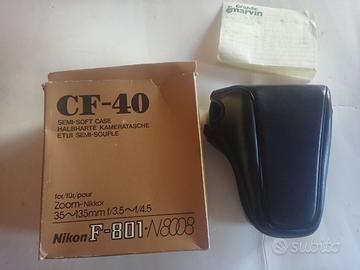 Grande
marvin
CF-40
SEMI-SOFT CASE
HALBHARTE KAMERATASCHE
ETUI SEMI-SOUPLE
for/für/pour
Zoom-Nikkor
35~135mm f/3.5~f/4.5
Nikon F-801·N8008
subito